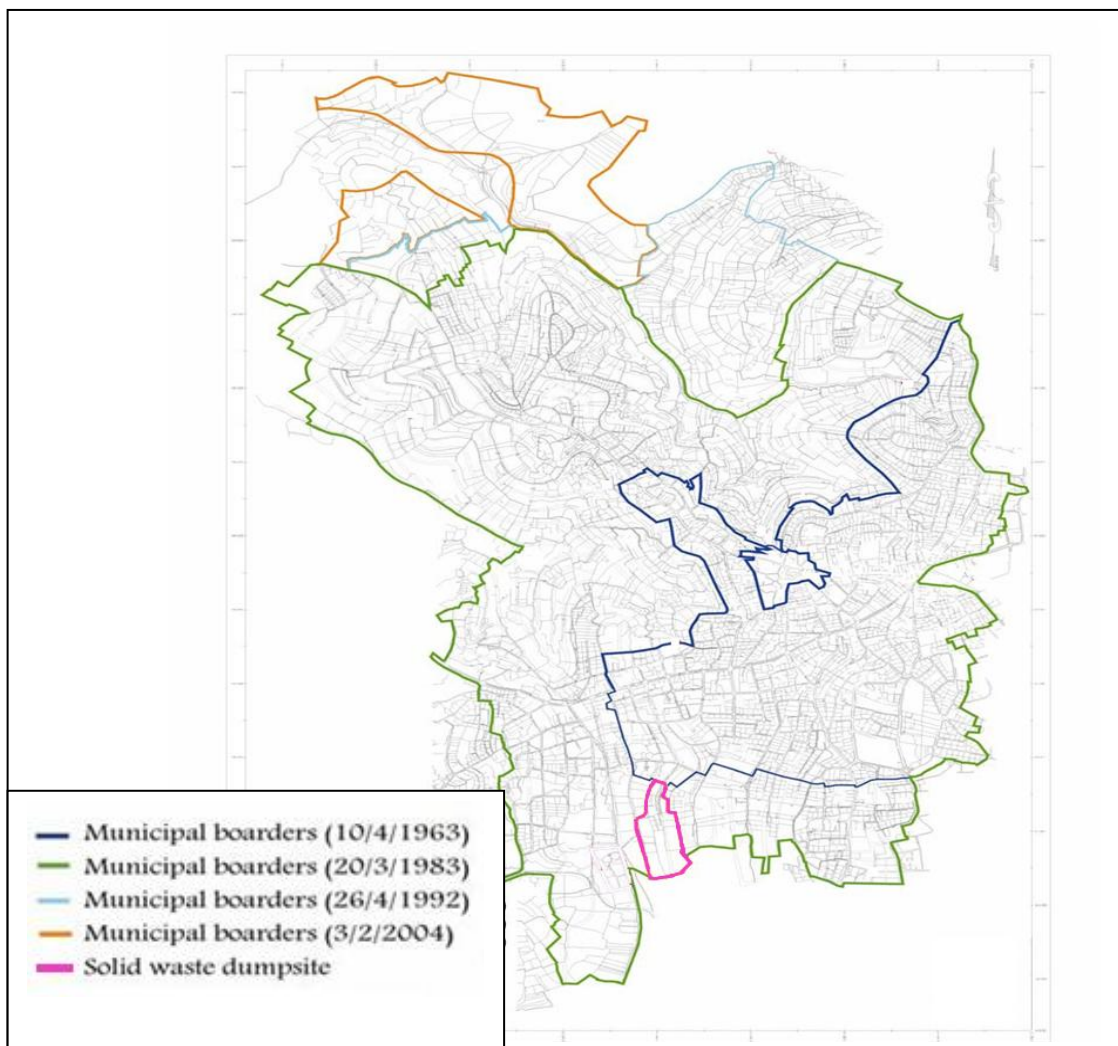 Municipal boarders (10/4/1963)
Municipal boarders (20/3/1983)
Municipal boarders (26/4/1992)
Municipal boarders (3/2/2004)
Solid waste dumpsite